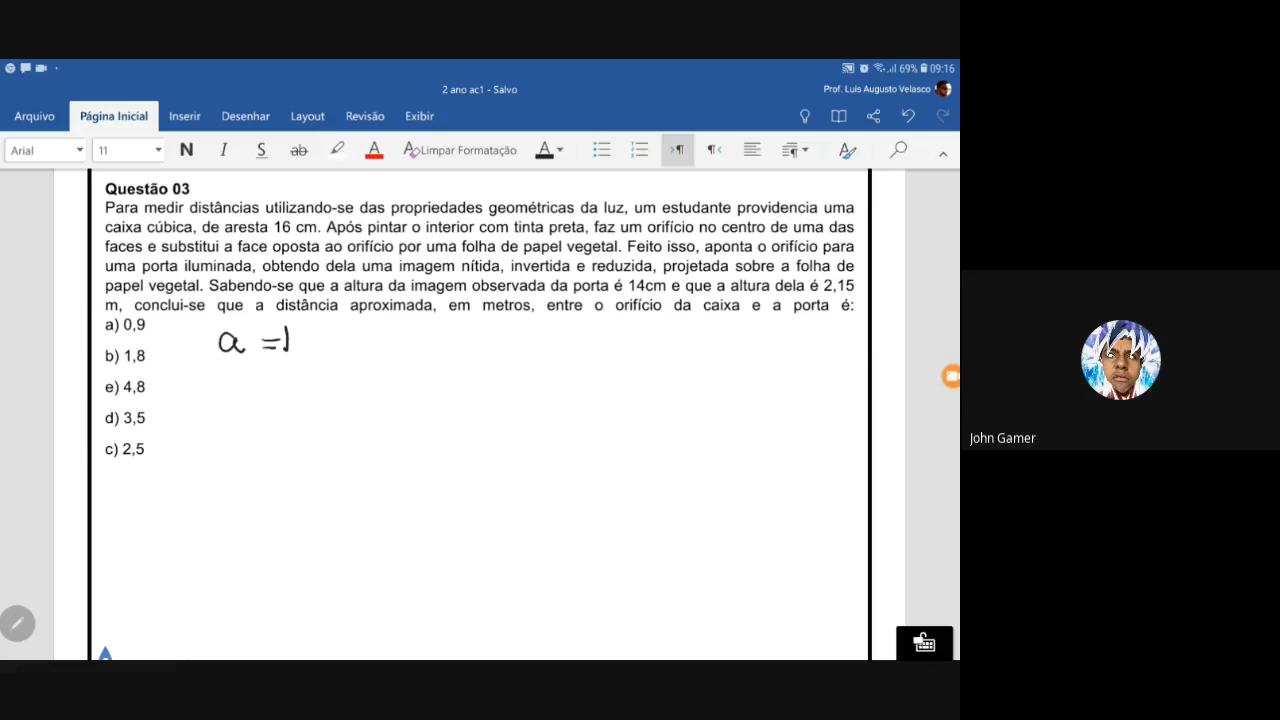 69% 09:16
2 ano ac1 - Salvo
Prof. Luis Augusto Velasco
Arquivo Página Inicial Inserir Desenhar Layout Revisão Exibir
Arial 11 N I S ab A Limpar Formatação A
Questão 03
Para medir distâncias utilizando-se das propriedades geométricas da luz, um estudante providencia uma
caixa cúbica, de aresta 16 cm. Após pintar o interior com tinta preta, faz um orifício no centro de uma das
faces e substitui a face oposta ao orifício por uma folha de papel vegetal. Feito isso, aponta o orifício para
uma porta iluminada, obtendo dela uma imagem nítida, invertida e reduzida, projetada sobre a folha de
papel vegetal. Sabendo-se que a altura da imagem observada da porta é 14cm e que a altura dela é 2,15
m, conclui-se que a distância aproximada, em metros, entre o orifício da caixa e a porta é:
a) 0,9
a =1
b) 1,8
e) 4,8
d) 3,5
c) 2,5
John Gamer